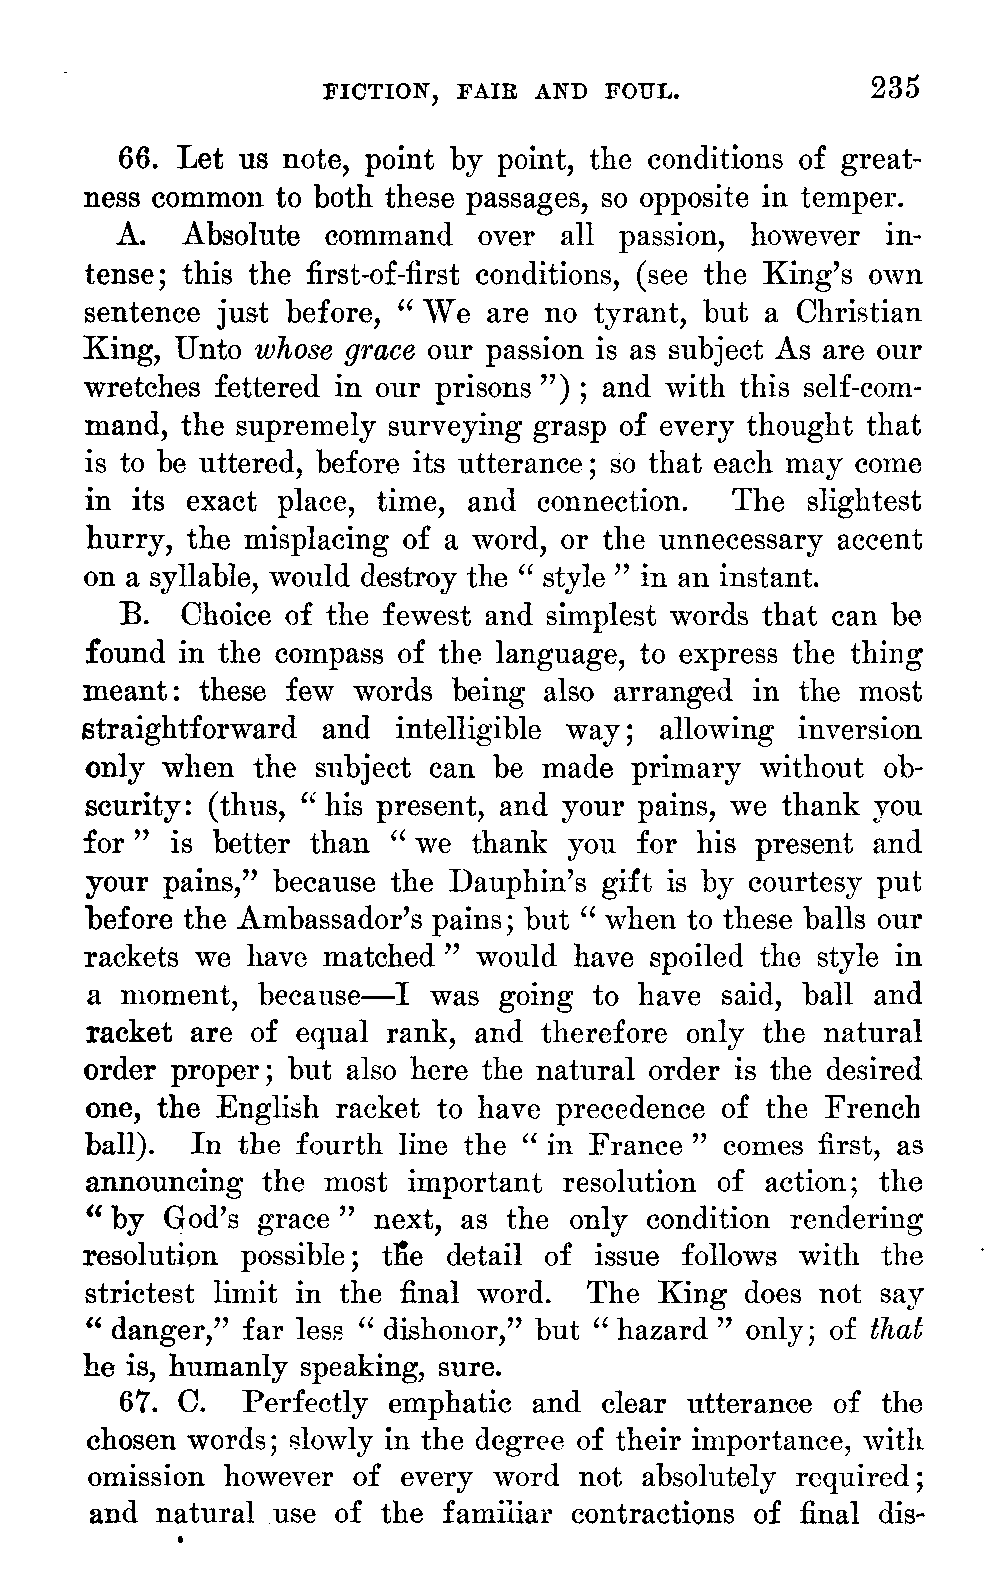 FICTION, FAIR AND FOUL. 235
66. Let us note, point by point, the conditions of great-
ness common to both these passages, so opposite in temper.
A. Absolute command over all passion, however in-
tense; this the first-of-first conditions, (see the King's own
sentence just before, "We are no tyrant, but a Christian
King, Unto whose grace our passion is as subject As are our
wretches fettered in our prisons"); and with this self-com-
mand, the supremely surveying grasp of every thought that
is to be uttered, before its utterance; so that each may come
in its exact place, time, and connection. The slightest
hurry, the misplacing of a word, or the unnecessary accent
on a syllable, would destroy the "style" in an instant.
B. Choice of the fewest and simplest words that can be
found in the compass of the language, to express the thing
meant: these few words being also arranged in the most
straightforward and intelligible way; allowing inversion
only when the subject can be made primary without ob-
scurity: (thus, "his present, and your pains, we thank you
for" is better than "we thank you for his present and
your pains," because the Dauphin's gift is by courtesy put
before the Ambassador's pains; but "when to these balls our
rackets we have matched" would have spoiled the style in
a moment, because—I was going to have said, ball and
racket are of equal rank, and therefore only the natural
order proper; but also here the natural order is the desired
one, the English racket to have precedence of the French
ball). In the fourth line the "in France" comes first, as
announcing the most important resolution of action; the
"by God's grace" next, as the only condition rendering
resolution possible; the detail of issue follows with the
strictest limit in the final word. The King does not say
"danger," far less "dishonor," but "hazard" only; of that
he is, humanly speaking, sure.
67. C. Perfectly emphatic and clear utterance of the
chosen words; slowly in the degree of their importance, with
omission however of every word not absolutely required;
and natural use of the familiar contractions of final dis-